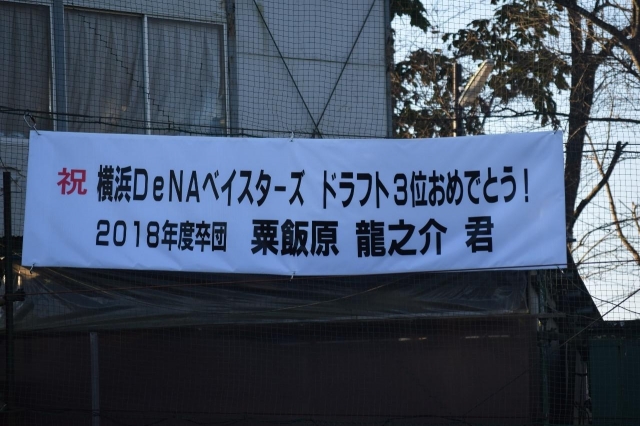 祝 横浜DeNAベイスターズ ドラフト3位おめでとう!
2018年度卒団 粟飯原 龍之介 君